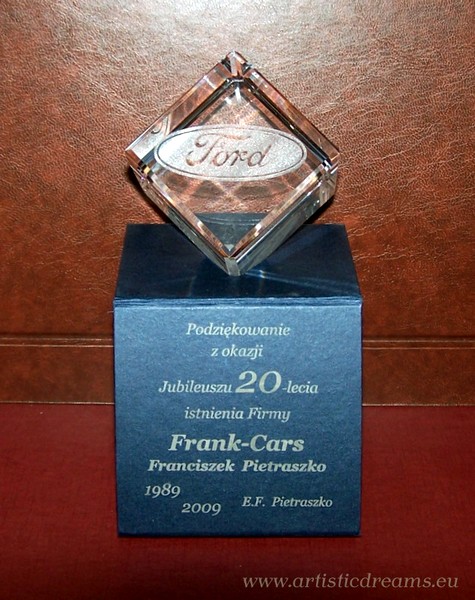 Ford
Podziękowanie
z okazji
Jubileuszu 20-lecia
istnienia Firmy
Frank-Cars
Franciszek Pietraszko
1989
2009
E.F. Pietraszko
www.artisticdreams.eu